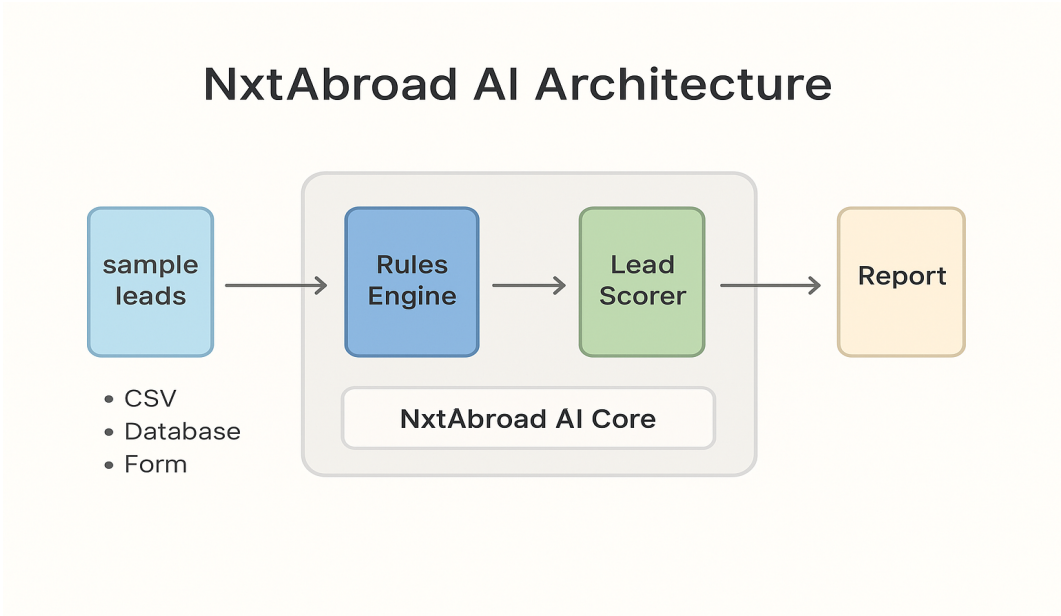 NxtAbroad AI Architecture
sample
leads
Rules
Engine
Lead
Scorer
Report
• CSV
• Database
• Form
NxtAbroad AI Core